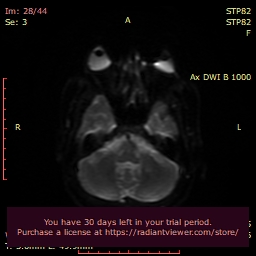 Im: 28/44
Se: 3
A
STP82
STP82
F
Ax DWI B 1000
R
L
You have 30 days left in your trial period.
Purchase a license at https://radiantviewer.com/store/